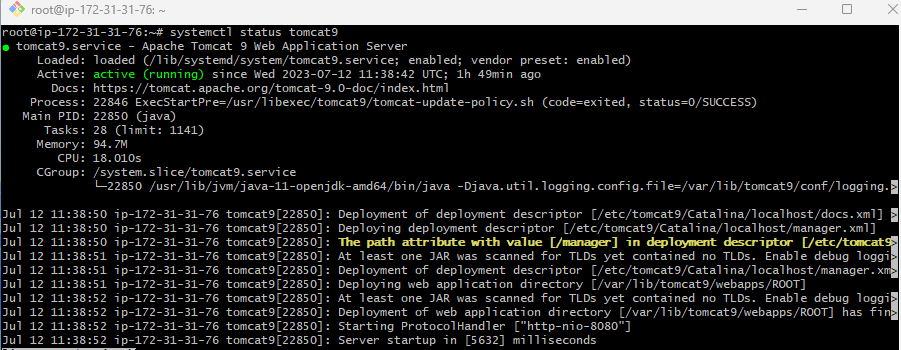 root@ip-172-31-31-76: ~
root@ip-172-31-31-76:~# systemctl status tomcat9
● tomcat9.service - Apache Tomcat 9 Web Application Server
Loaded: loaded (/lib/systemd/system/tomcat9.service; enabled; vendor preset: enabled)
Active: active (running) since Wed 2023-07-12 11:38:42 UTC; 1h 49min ago
Docs: https://tomcat.apache.org/tomcat-9.0-doc/index.html
Process: 22846 ExecStartPre=/usr/libexec/tomcat9/tomcat-update-policy.sh (code=exited, status=0/SUCCESS)
Main PID: 22850 (java)
Tasks: 28 (limit: 1141)
Memory: 94.7M
CPU: 18.010s
CGroup: /system.slice/tomcat9.service
└─22850 /usr/lib/jvm/java-11-openjdk-amd64/bin/java -Djava.util.logging.config.file=/var/lib/tomcat9/conf/logging.>
Jul 12 11:38:50 ip-172-31-31-76 tomcat9[22850]: Deployment of deployment descriptor [/etc/tomcat9/Catalina/localhost/docs.xml] >
Jul 12 11:38:50 ip-172-31-31-76 tomcat9[22850]: Deploying deployment descriptor [/etc/tomcat9/Catalina/localhost/manager.xml]
Jul 12 11:38:50 ip-172-31-31-76 tomcat9[22850]: The path attribute with value [/manager] in deployment descriptor [/etc/tomcat9>
Jul 12 11:38:51 ip-172-31-31-76 tomcat9[22850]: At least one JAR was scanned for TLDs yet contained no TLDs. Enable debug loggi>
Jul 12 11:38:51 ip-172-31-31-76 tomcat9[22850]: Deployment of deployment descriptor [/etc/tomcat9/Catalina/localhost/manager.xm>
Jul 12 11:38:51 ip-172-31-31-76 tomcat9[22850]: Deploying web application directory [/var/lib/tomcat9/webapps/ROOT]
Jul 12 11:38:52 ip-172-31-31-76 tomcat9[22850]: At least one JAR was scanned for TLDs yet contained no TLDs. Enable debug loggi>
Jul 12 11:38:52 ip-172-31-31-76 tomcat9[22850]: Deployment of web application directory [/var/lib/tomcat9/webapps/ROOT] has fin>
Jul 12 11:38:52 ip-172-31-31-76 tomcat9[22850]: Starting ProtocolHandler ["http-nio-8080"]
Jul 12 11:38:52 ip-172-31-31-76 tomcat9[22850]: Server startup in [5632] milliseconds